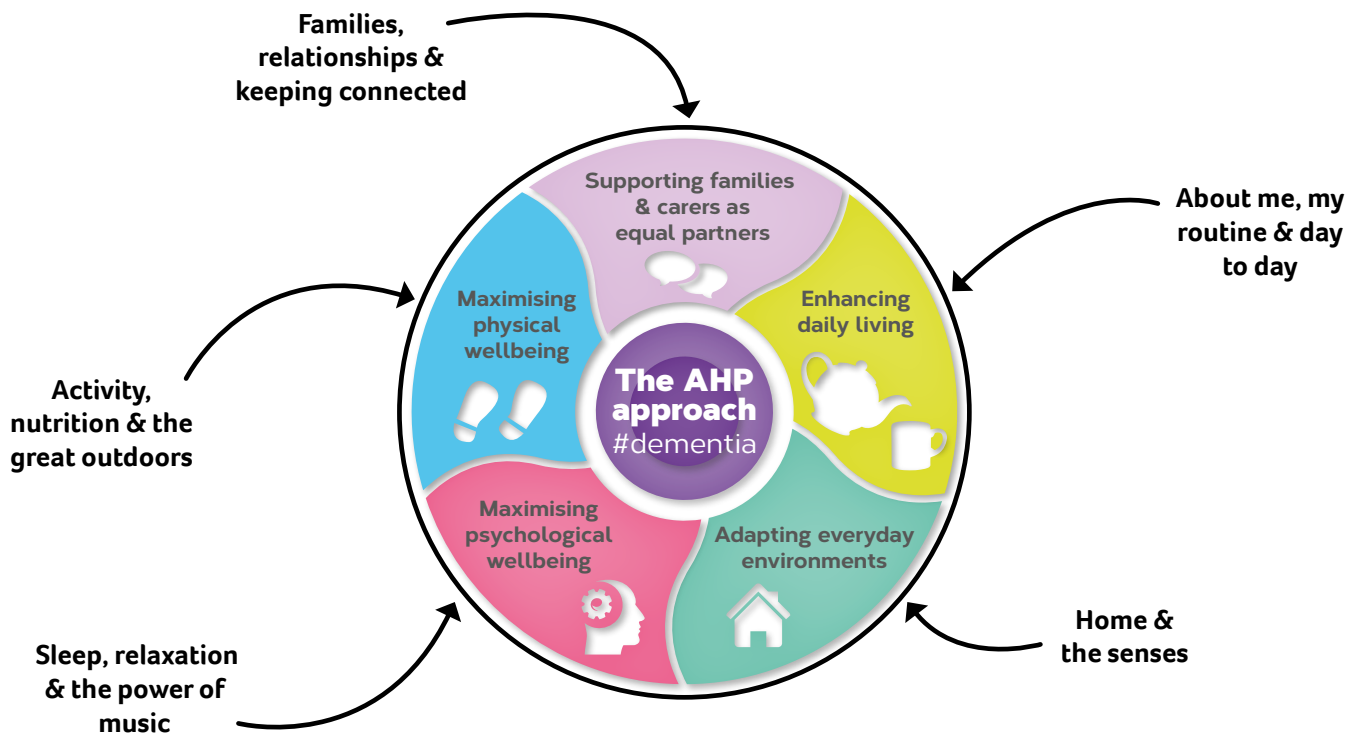 Families,
relationships &
keeping connected
Supporting families
& carers as
equal partners
About me, my
routine & day
to day
Enhancing
daily living
Maximising
physical
wellbeing
The AHP
approach
#dementia
Activity,
nutrition & the
great outdoors
Maximising
psychological
wellbeing
Adapting everyday
environments
Home &
the senses
Sleep, relaxation
& the power of
music